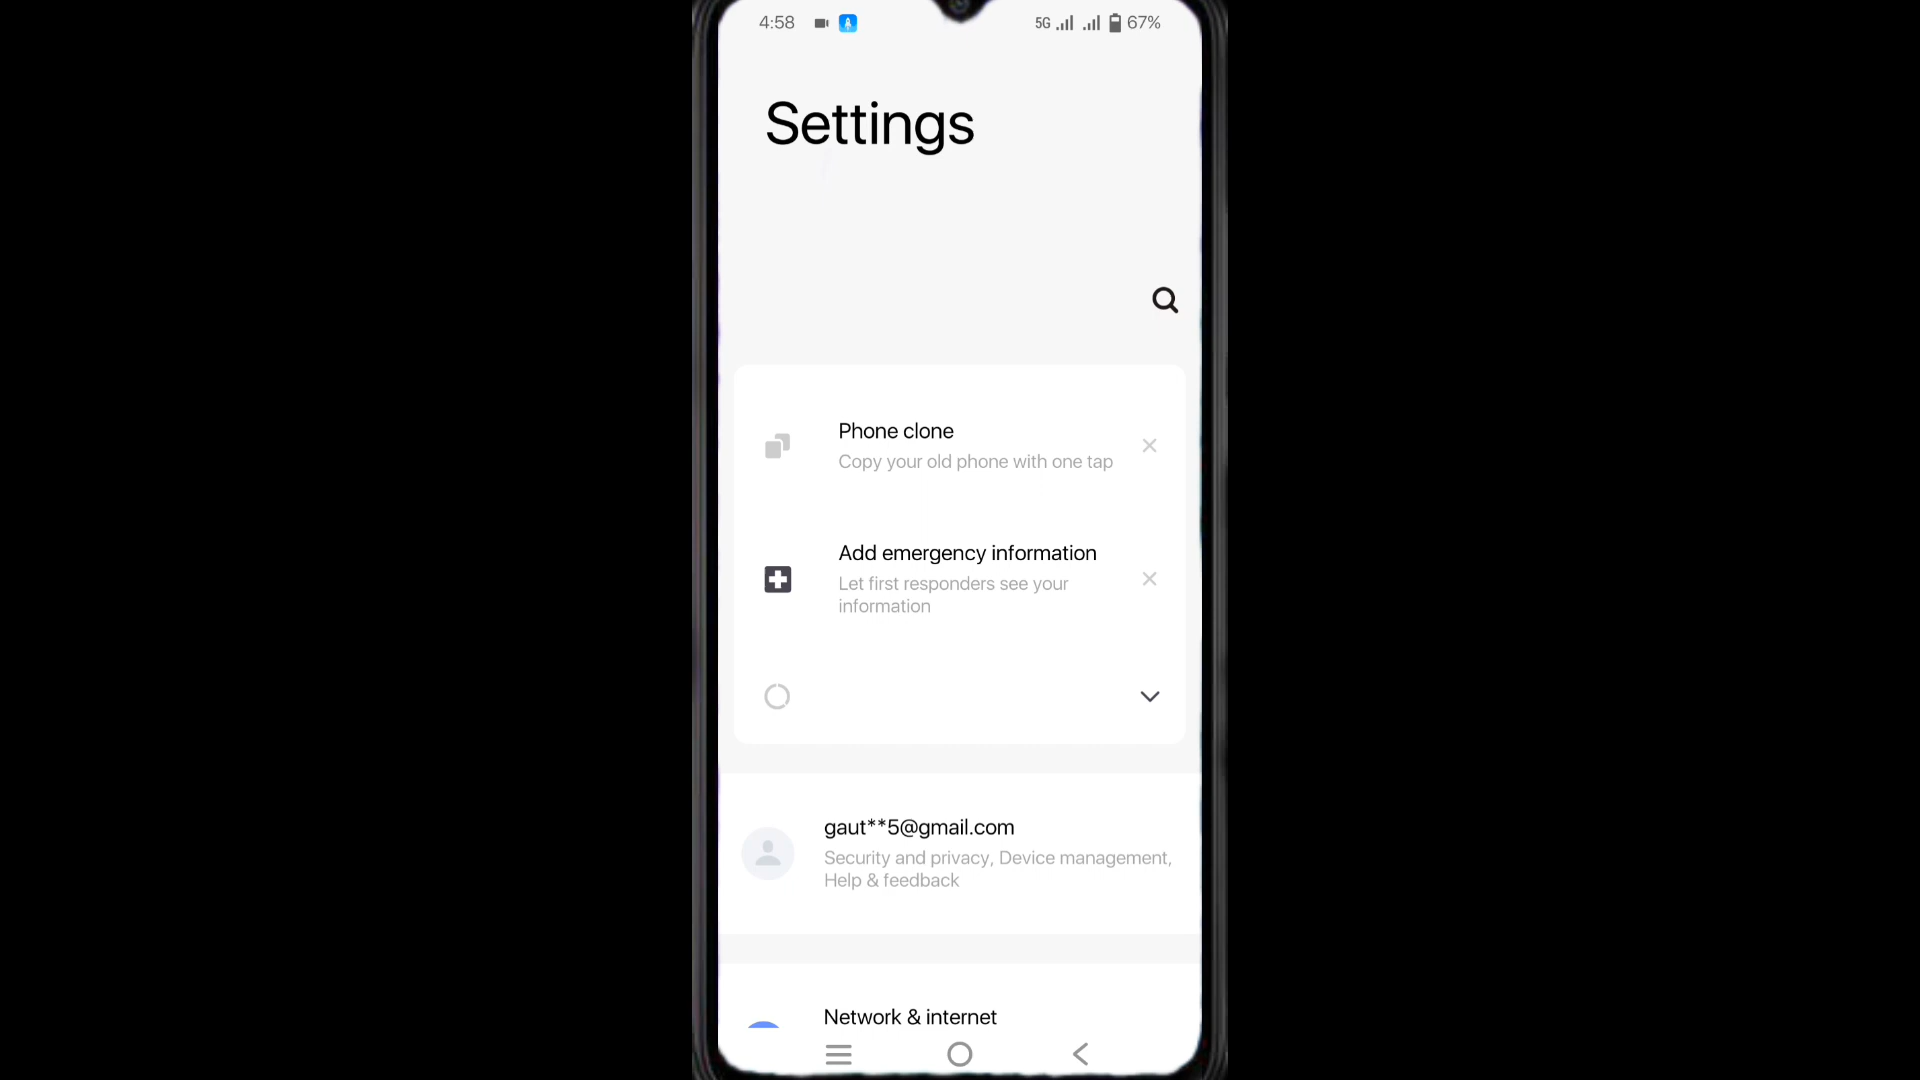 4:58
5G 67%
Settings
Phone clone
Copy your old phone with one tap
Add emergency information
Let first responders see your
information
gaut**5@gmail.com
Security and privacy, Device management,
Help & feedback
Network & internet